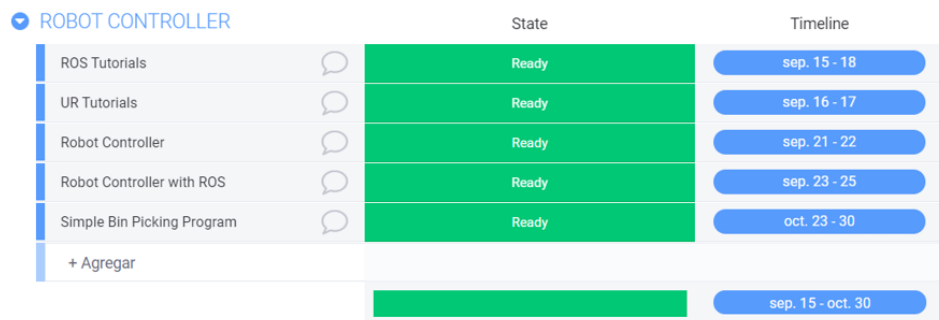 ROBOT CONTROLLER State Timeline
ROS Tutorials Ready sep. 15 - 18
UR Tutorials Ready sep. 16 - 17
Robot Controller Ready sep. 21 - 22
Robot Controller with ROS Ready sep. 23 - 25
Simple Bin Picking Program Ready oct. 23 - 30
+ Agregar
sep. 15 - oct. 30